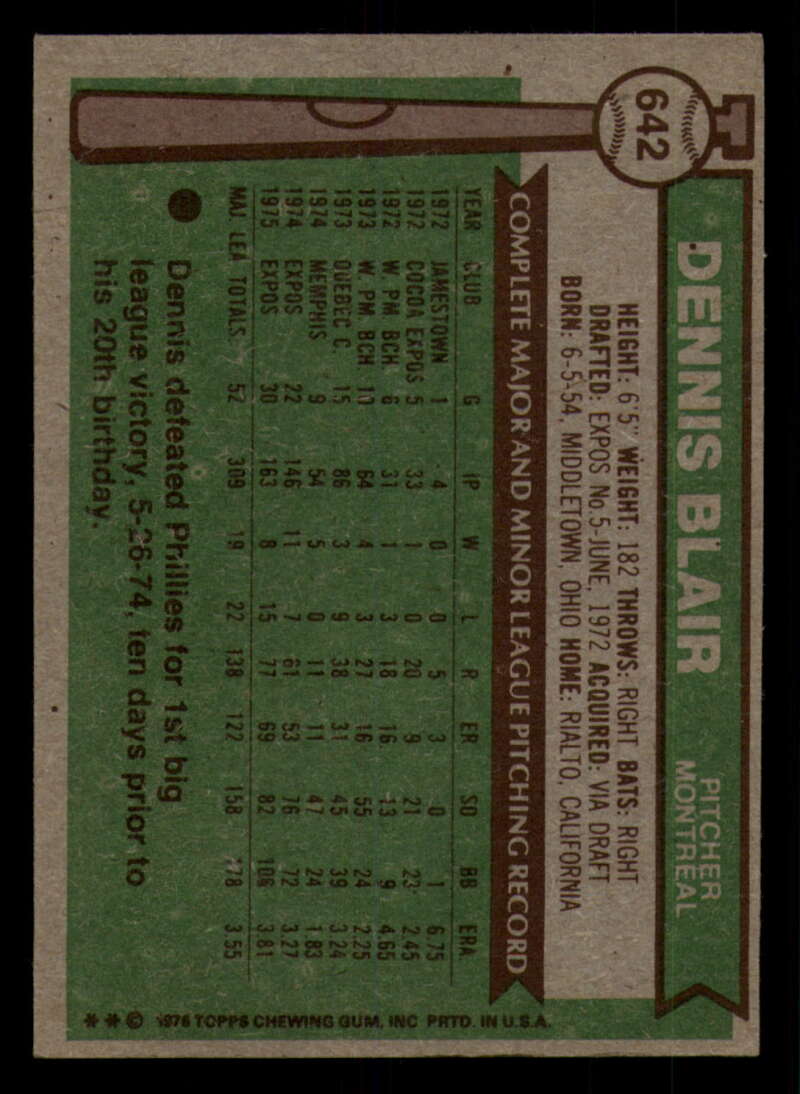 642
DENNIS BLAIR
PITCHER
MONTREAL
HEIGHT: 6'5" WEIGHT: 182 THROWS: RIGHT BATS: RIGHT
DRAFTED: EXPOS No.5-JUNE, 1972 ACQUIRED: VIA DRAFT
BORN: 6-5-54, MIDDLETOWN, OHIO HOME: RIALTO, CALIFORNIA
COMPLETE MAJOR AND MINOR LEAGUE PITCHING RECORD
YEAR CLUB G IP W L R ER SO BB ERA
1972 JAMESTOWN 1 4 0 0 5 3 0 1 6.75
1972 COCOA EXPOS 5 33 1 0 20 9 21 23 2.45
1972 W. PM. BCH 6 31 1 3 18 16 13 9 4.65
1973 W. PM. BCH 10 64 4 3 27 16 55 24 2.25
1973 QUEBEC C. 15 86 3 9 38 31 45 39 3.24
1974 MEMPHIS 9 54 5 0 11 11 47 24 1.83
1974 EXPOS 22 146 11 7 61 53 76 72 3.27
1975 EXPOS 30 163 8 15 77 69 82 106 3.81
MAJ. LEA. TOTALS 52 309 19 22 138 122 158 178 3.55
Dennis defeated Phillies for 1st big
league victory, 5-26-74, ten days prior to
his 20th birthday.
** © 1976 TOPPS CHEWING GUM, INC. PRTD. IN U.S.A.